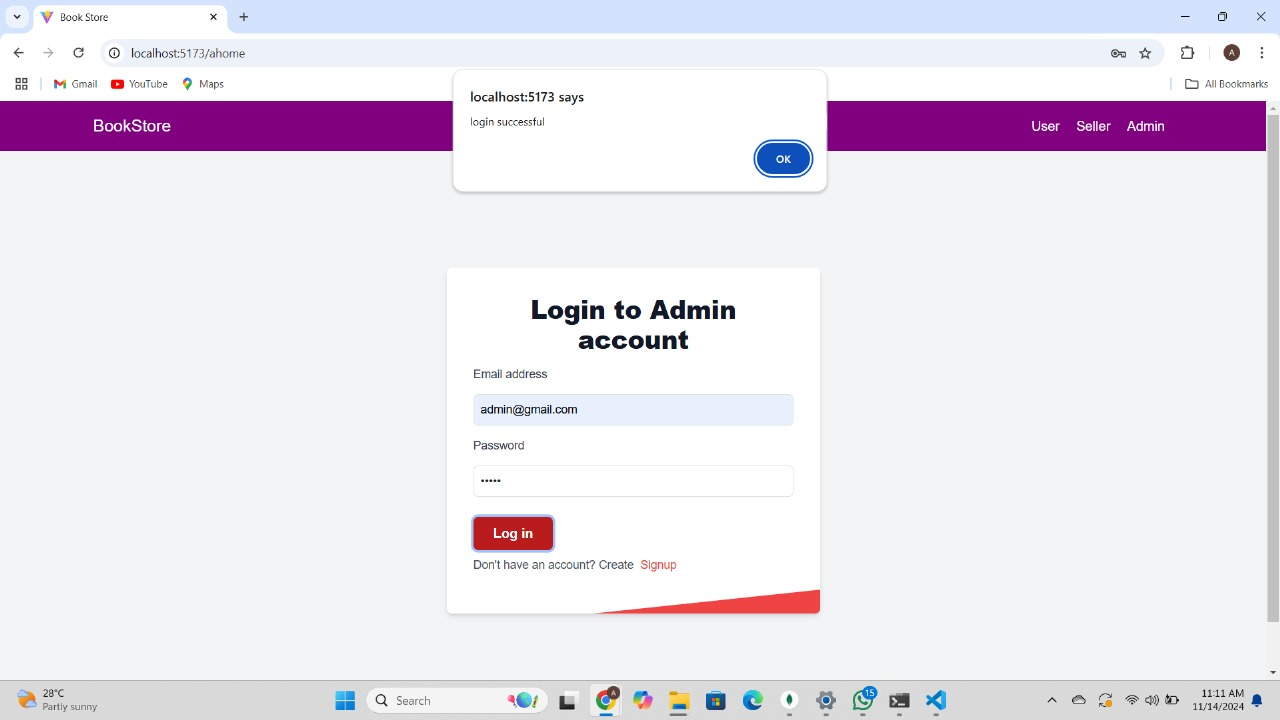 Book Store
localhost:5173/ahome
A
Gmail
YouTube
Maps
All Bookmarks
localhost:5173 says
login successful
OK
BookStore
User
Seller
Admin
Login to Admin
account
Email address
admin@gmail.com
Password
•••••
Log in
Don't have an account? Create Signup
28°C
Partly sunny
Search
A
15
11:11 AM
11/14/2024